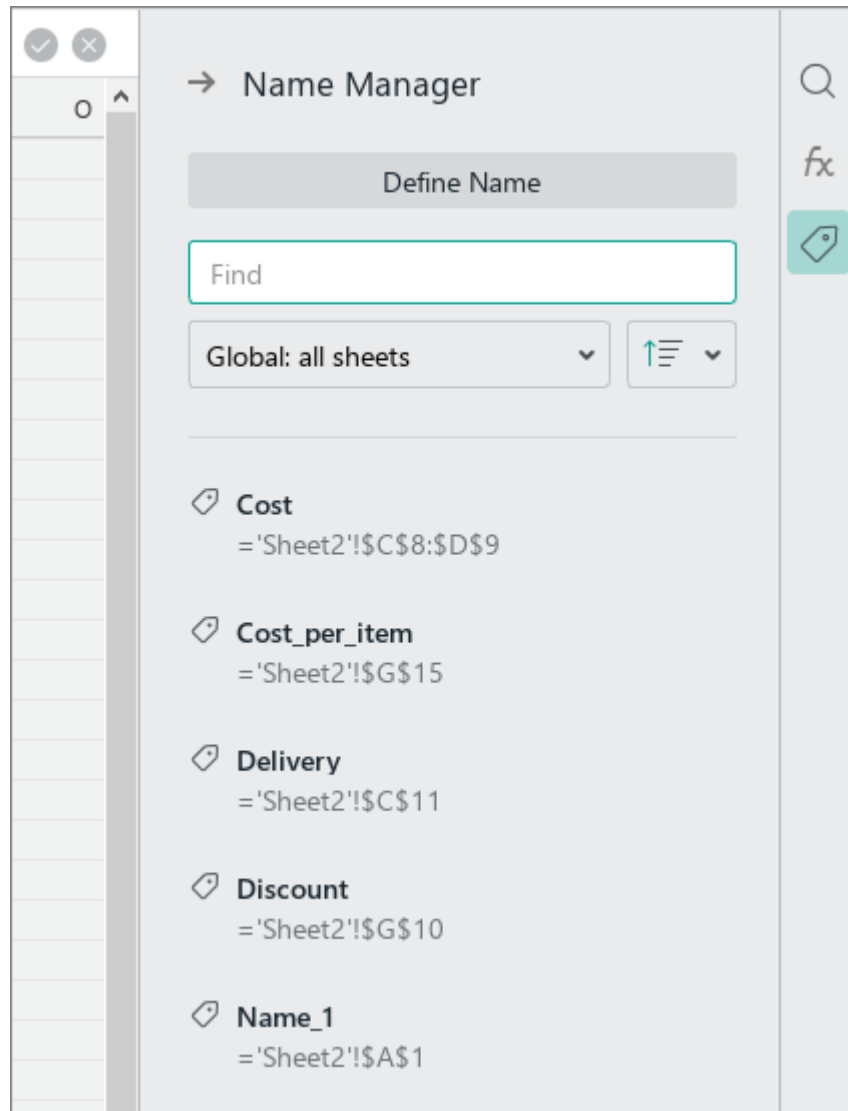 O
Name Manager
Define Name
Find
Global: all sheets
fx
Cost
='Sheet2'!$C$8:$D$9
Cost_per_item
='Sheet2'!$G$15
Delivery
='Sheet2'!$C$11
Discount
='Sheet2'!$G$10
Name_1
='Sheet2'!$A$1